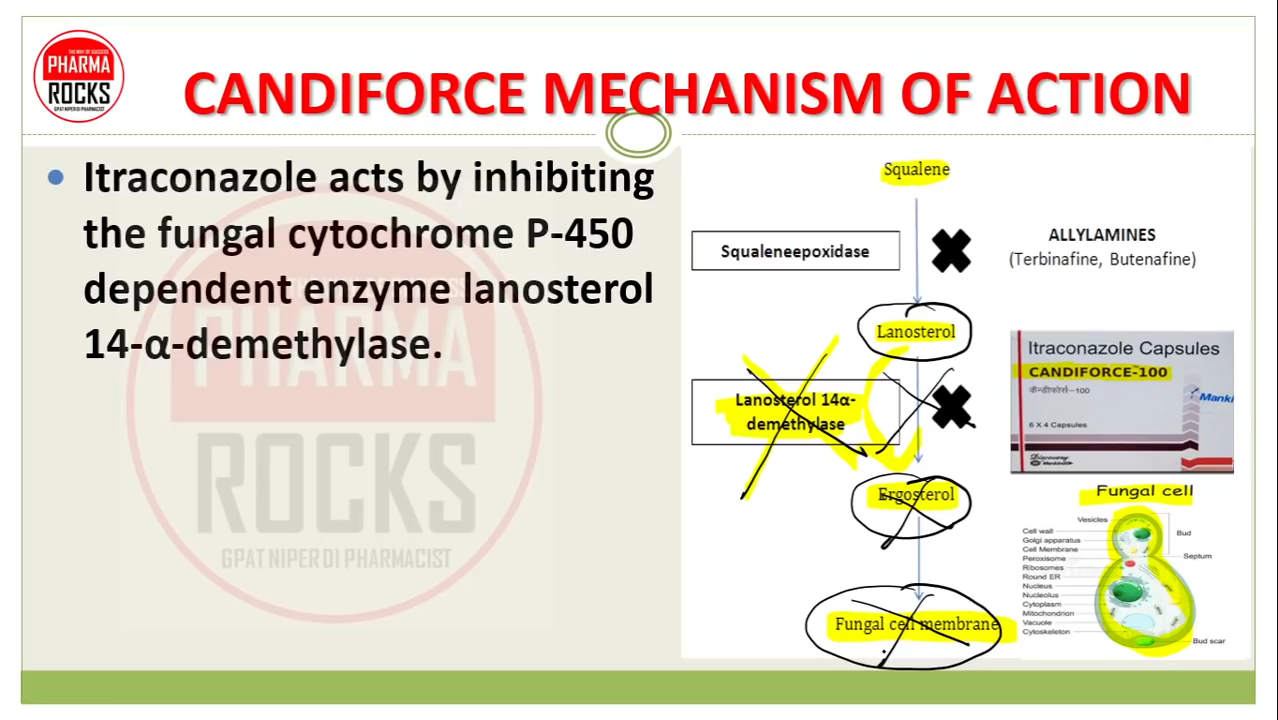 THE WAY OF SUCCESS
PHARMA
ROCKS
GPAT NIPER DI PHARMACIST
CANDIFORCE MECHANISM OF ACTION
Itraconazole acts by inhibiting
the fungal cytochrome P-450
dependent enzyme lanosterol
14-α-demethylase.
PHARMA
ROCKS
GPAT NIPER DI PHARMACIST
Squalene
Squaleneepoxidase
ALLYLAMINES
(Terbinafine, Butenafine)
Lanosterol
Lanosterol 14α-
demethylase
Itraconazole Capsules
CANDIFORCE-100
कैन्डीफोर्स-100
Manki
6 X 4 Capsules
Discovery
Mankind
Ergosterol
Fungal cell membrane
Fungal cell
Vesicles
Cell wall
Golgi apparatus
Cell Membrane
Peroxisome
Ribosomes
Round ER
Nucleus
Nucleolus
Cytoplasm
Mitochondrion
Vacuole
Cytoskeleton
Bud
Septum
Bud scar